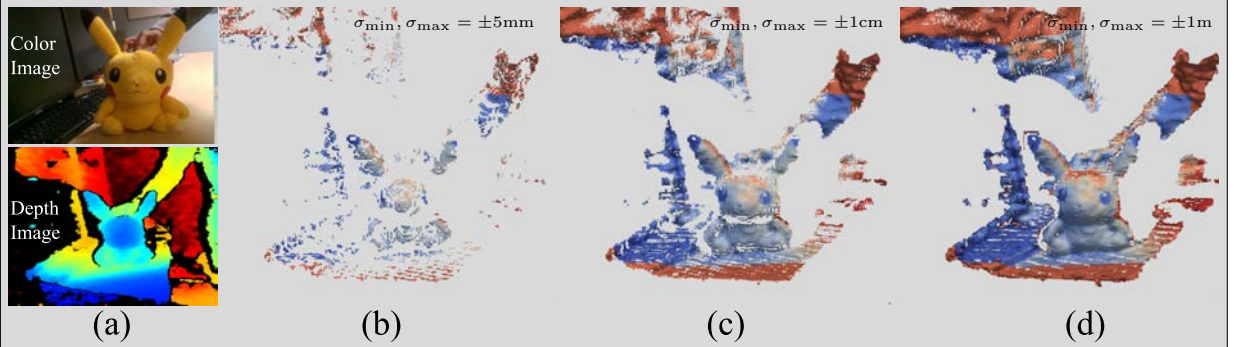 Color
Image
Depth
Image
σmin, σmax = ±5mm
σmin, σmax = ±1cm
σmin, σmax = ±1m
(a)
(b)
(c)
(d)